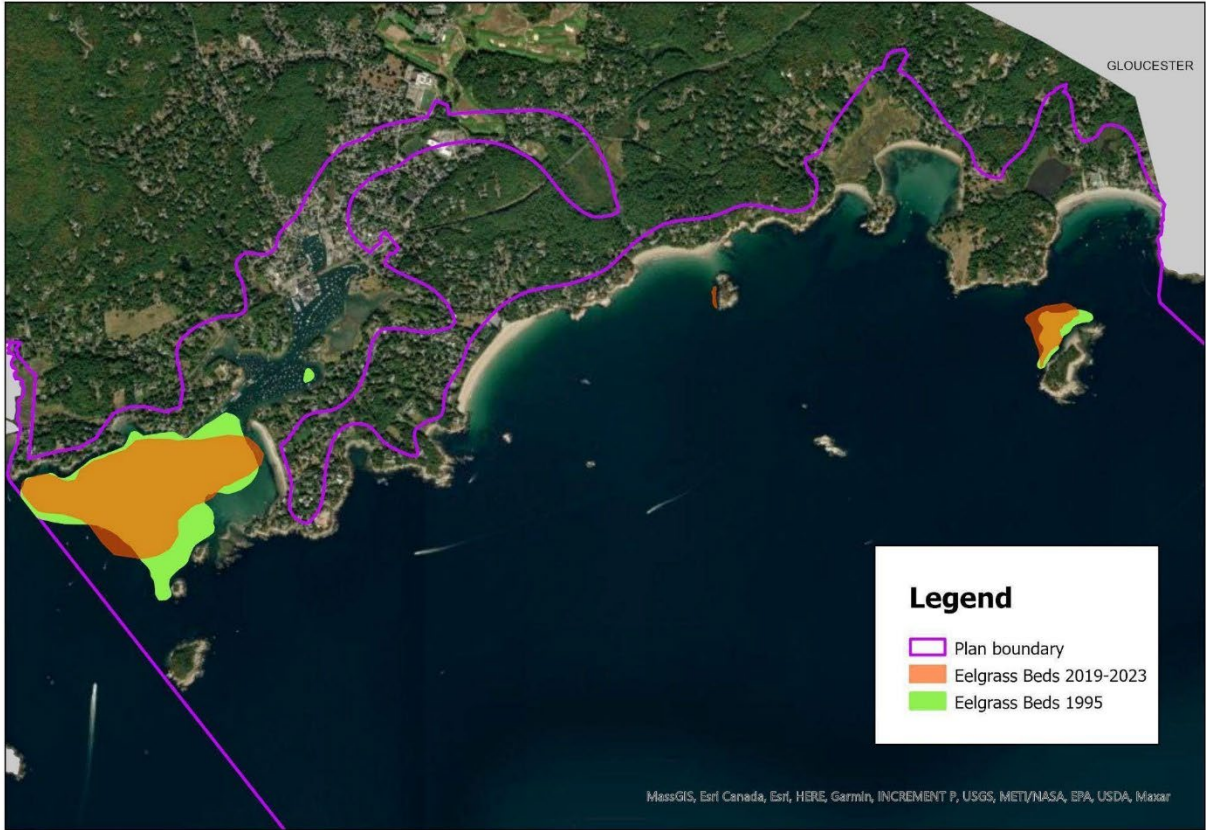 GLOUCESTER
Legend
Plan boundary
Eelgrass Beds 2019-2023
Eelgrass Beds 1995
MassGIS, Esri Canada, Esri, HERE, Garmin, INCREMENT P, USGS, METI/NASA, EPA, USDA, Maxar